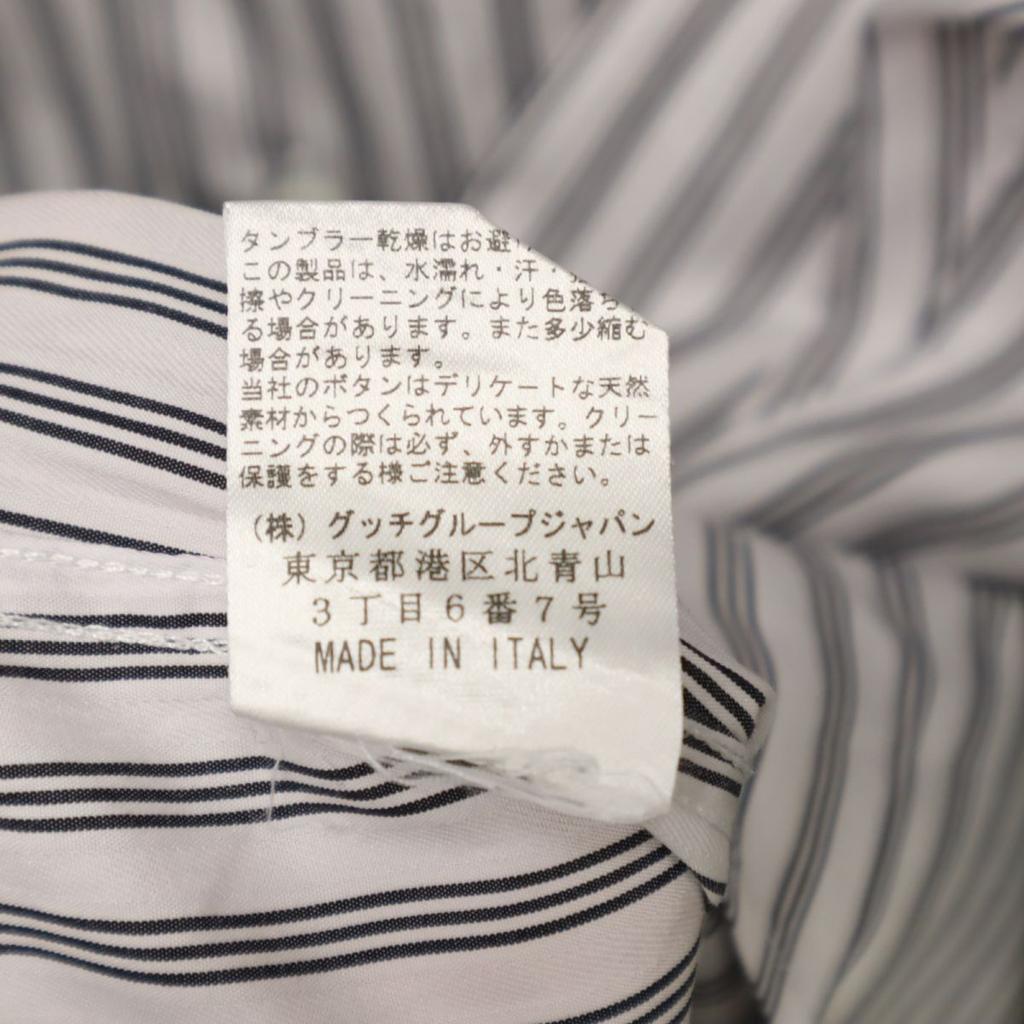 タンブラー乾燥はお避
この製品は、水濡れ・汗・
擦やクリーニングにより色落ち
る場合があります。また多少縮む
場合があります。
当社のボタンはデリケートな天然
素材からつくられています。クリー
ニングの際は必ず、外すかまたは
保護をする様ご注意ください。
(株)グッチグループジャパン
東京都港区北青山
3丁目6番7号
MADE IN ITALY